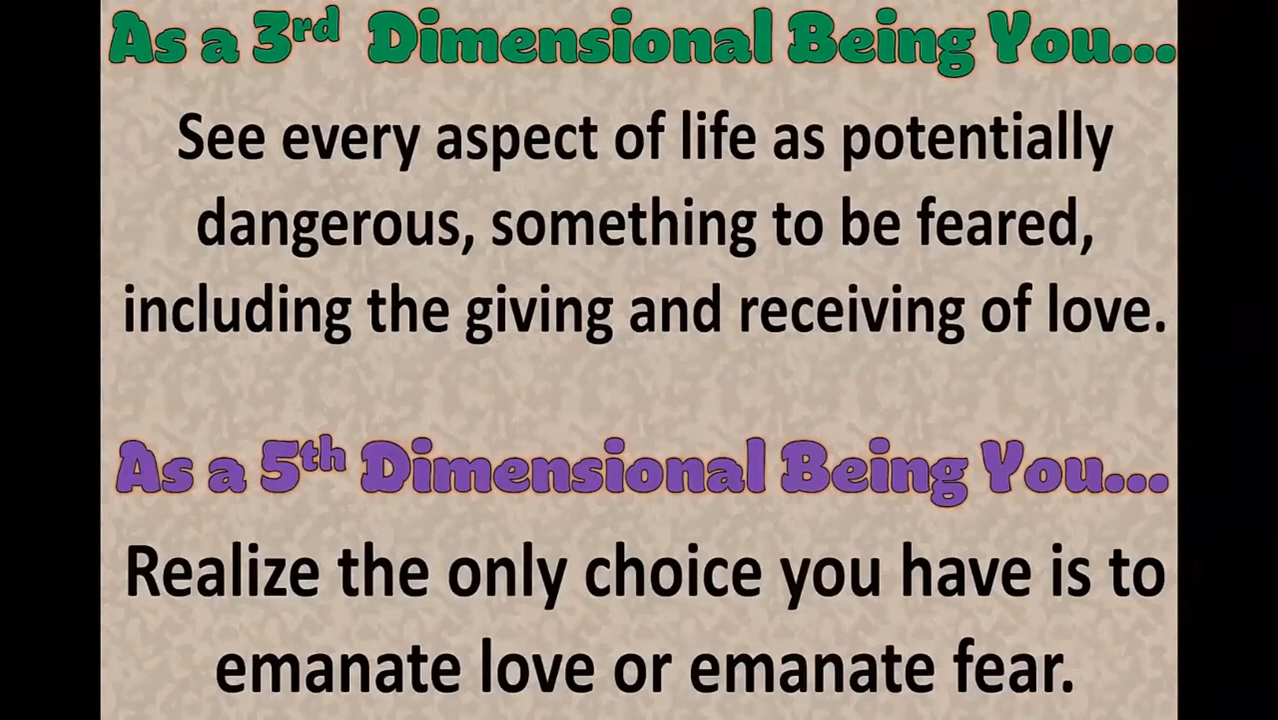 As a 3rd Dimensional Being You...
See every aspect of life as potentially
dangerous, something to be feared,
including the giving and receiving of love.
As a 5th Dimensional Being You...
Realize the only choice you have is to
emanate love or emanate fear.